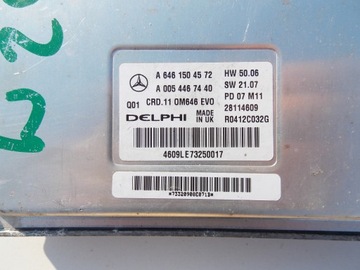 A 646 150 45 72 HW 50.06
A 005 446 74 40 SW 21.07
Q01 CRD.11 OM646 EVO PD 07 M11
DELPHI MADE IN U.K 28114609
R0412C032G
4609LE73250017